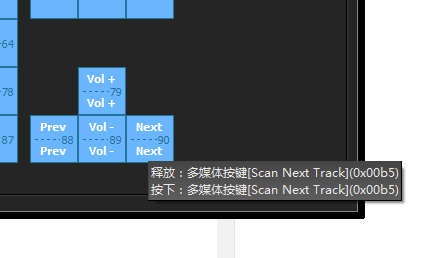 64
Vol +
78
79
Vol +
Prev
Vol -
Next
87
88
89
90
Prev
Vol -
Next
释放：多媒体按键[Scan Next Track](0x00b5)
按下：多媒体按键[Scan Next Track](0x00b5)